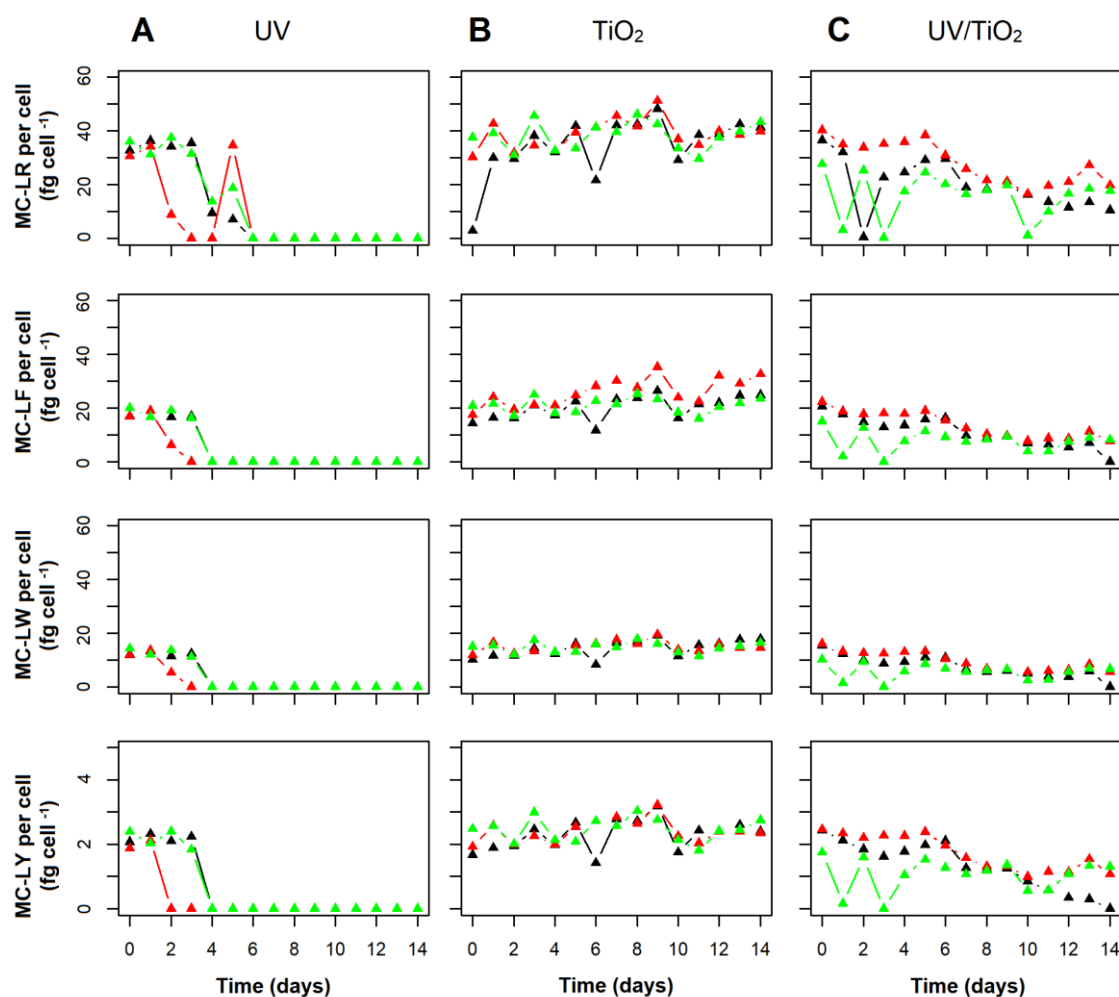 A UV
B TiO₂
C UV/TiO₂
MC-LR per cell
(fg cell ⁻¹)
60
40
20
0
MC-LF per cell
(fg cell ⁻¹)
60
40
20
0
MC-LW per cell
(fg cell ⁻¹)
60
40
20
0
MC-LY per cell
(fg cell ⁻¹)
4
2
0
0 2 4 6 8 10 12 14
0 2 4 6 8 10 12 14
0 2 4 6 8 10 12 14
Time (days)
Time (days)
Time (days)